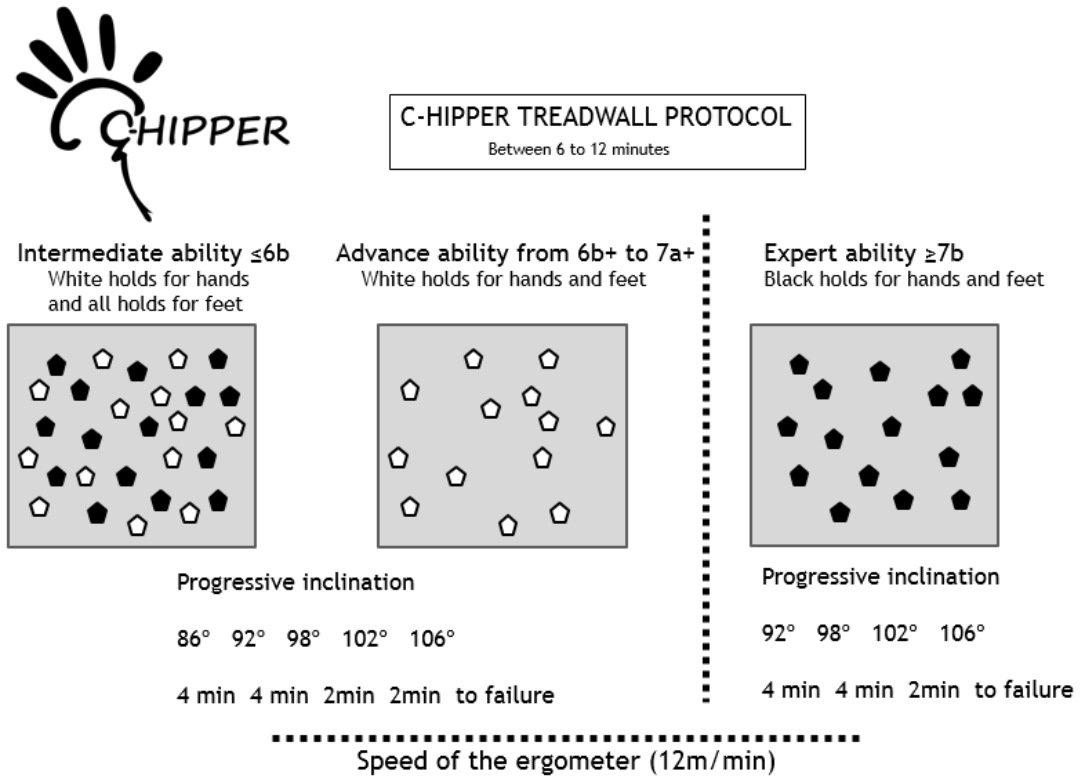 C-HIPPER
C-HIPPER TREADWALL PROTOCOL
Between 6 to 12 minutes
Intermediate ability ≤6b
White holds for hands
and all holds for feet
Advance ability from 6b+ to 7a+
White holds for hands and feet
Expert ability ≥7b
Black holds for hands and feet
Progressive inclination
86° 92° 98° 102° 106°
4 min 4 min 2min 2min to failure
Progressive inclination
92° 98° 102° 106°
4 min 4 min 2min to failure
Speed of the ergometer (12m/min)